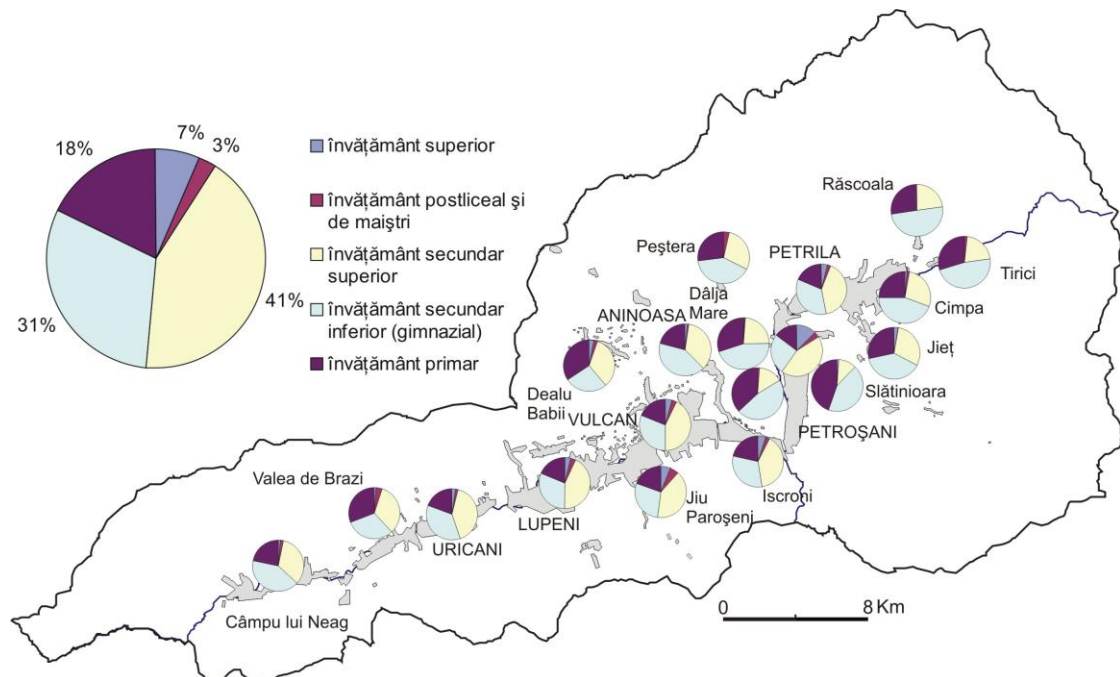 7%
3%
18%
41%
31%
învățământ superior
învățământ postliceal şi
de maiştri
învățământ secundar
superior
învățământ secundar
inferior (gimnazial)
învățământ primar
Răscoala
Peştera
PETRILA
Tirici
Dâlja
Mare
Cimpa
ANINOASA
Jieț
Dealu
Babii
Slătinioara
VULCAN
PETROŞANI
Valea de Brazi
Iscroni
LUPENI
Jiu
Paroşeni
URICANI
Câmpu lui Neag
0
8 Km